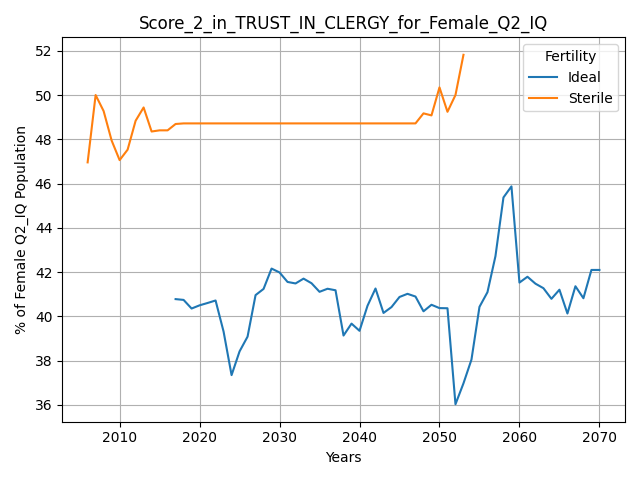 Score_2_in_TRUST_IN_CLERGY_for_Female_Q2_IQ
Fertility
Ideal
Sterile
% of Female Q2_IQ Population
52
50
48
46
44
42
40
38
36
2010
2020
2030
2040
2050
2060
2070
Years